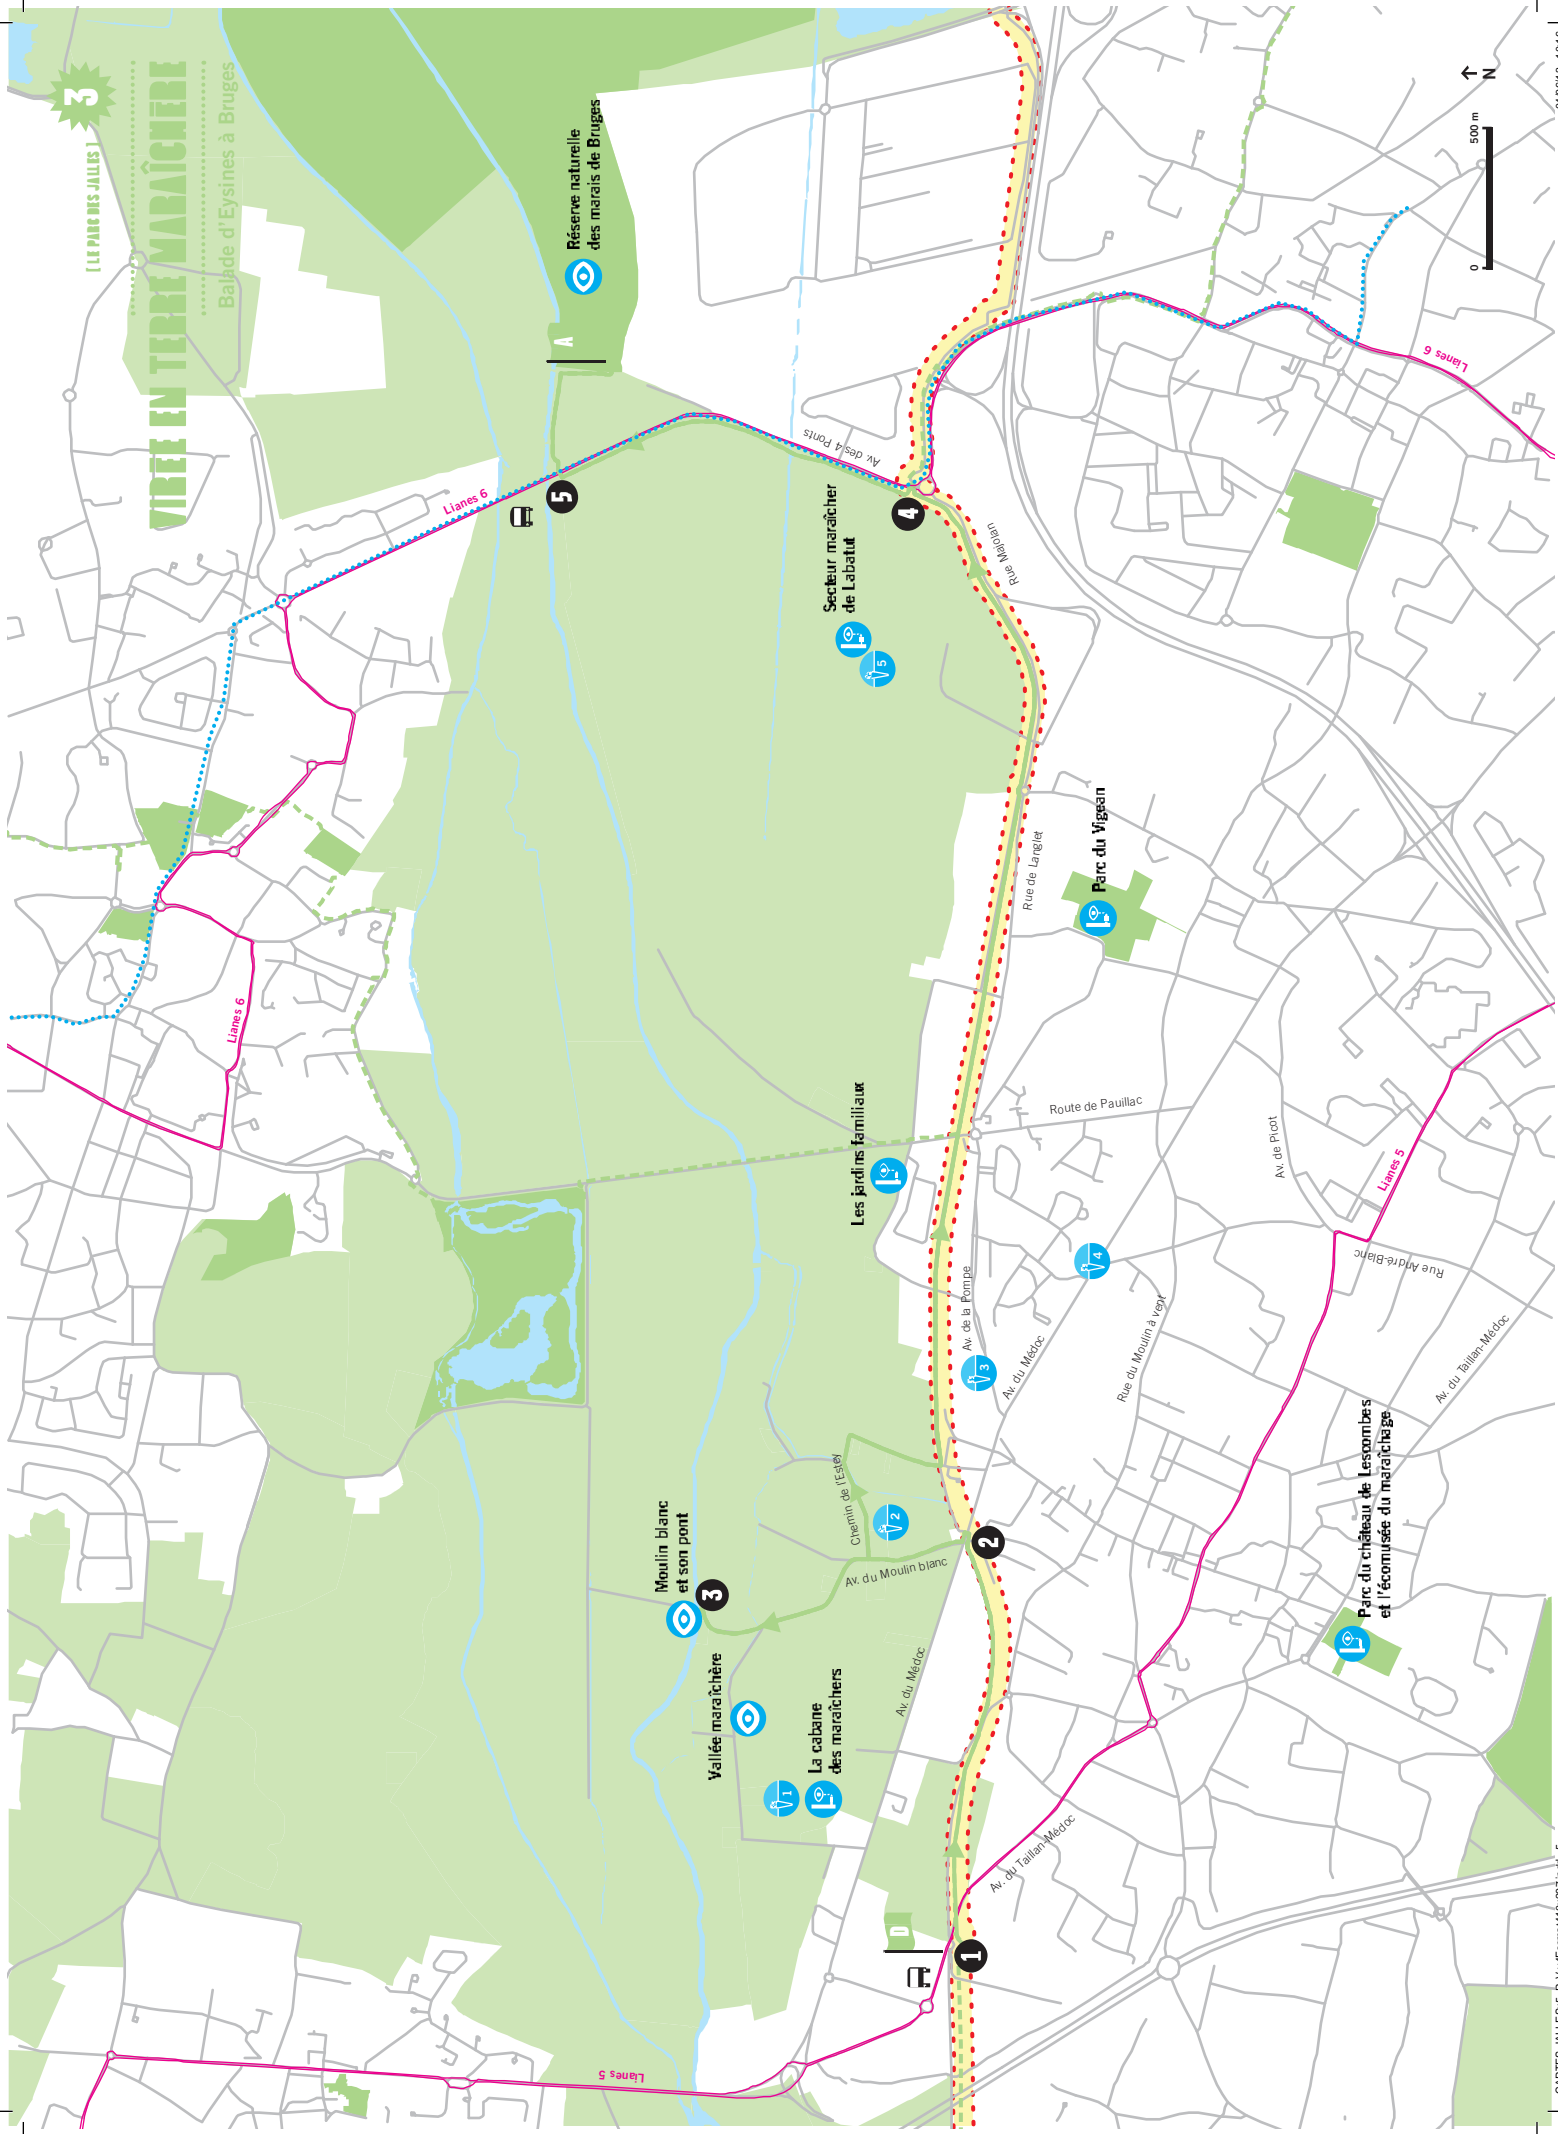 3
[ LE PARC DES JALLES ]
VIRÉE EN TERRE MARAÎCHÈRE
Balade d'Eysines à Bruges
Réserve naturelle
des marais de Bruges
A
N
0
500 m
Lianes 6
Lianes 6
Lianes 6
5
4
Av. des 4 Ponts
Rue Majolan
Secteur maraîcher
de Labatut
5
Rue de Langlet
Parc du Vigean
Les jardins familiaux
Route de Pauillac
Av. de Picot
Lianes 5
Rue André-Blanc
Av. du Taillan-Médoc
4
Av. de la Pompe
3
Av. du Médoc
Rue du Moulin à vent
Moulin blanc
et son pont
3
Chemin de l'Estey
2
Av. du Moulin blanc
2
Vallée maraîchère
1
La cabane
des maraîchers
Av. du Médoc
Parc du château de Lescombes
et l'écomusée du maraîchage
Av. du Taillan-Médoc
D
1
Lianes 5